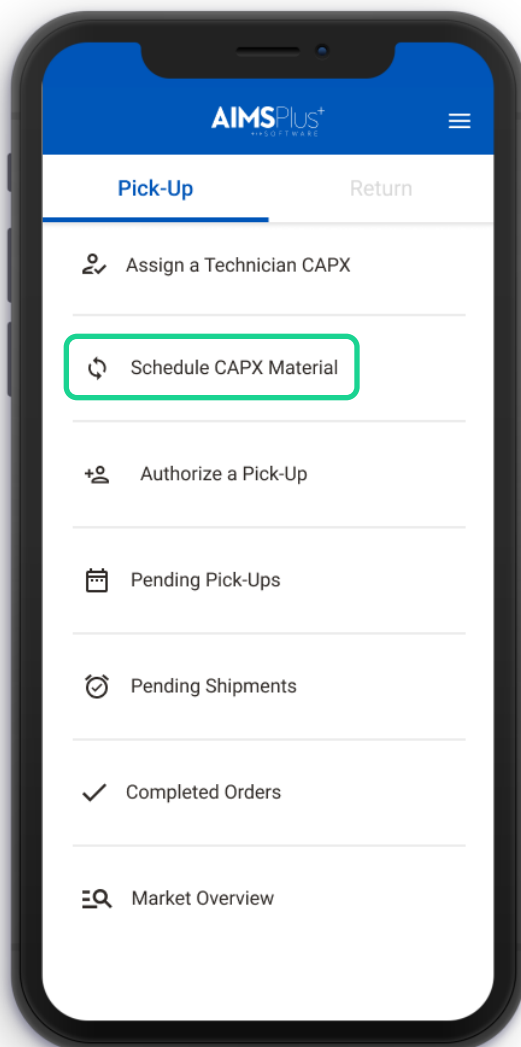 AIMSPlus+
SOFTWARE
Pick-Up
Return
Assign a Technician CAPX
Schedule CAPX Material
Authorize a Pick-Up
Pending Pick-Ups
Pending Shipments
Completed Orders
Market Overview